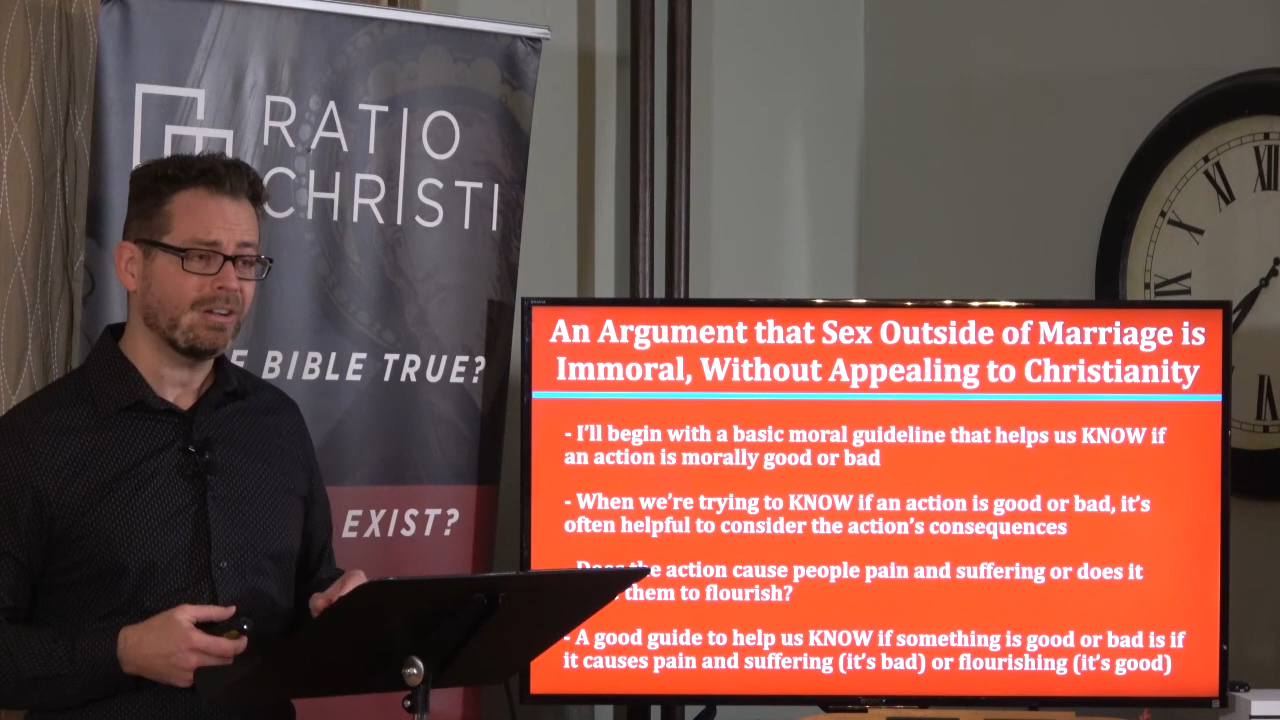 RATIO
CHRISTI
E BIBLE TRUE?
EXIST?
An Argument that Sex Outside of Marriage is
Immoral, Without Appealing to Christianity
- I'll begin with a basic moral guideline that helps us KNOW if
an action is morally good or bad
- When we're trying to KNOW if an action is good or bad, it's
often helpful to consider the action's consequences
- Does the action cause people pain and suffering or does it
them to flourish?
- A good guide to help us KNOW if something is good or bad is if
it causes pain and suffering (it's bad) or flourishing (it's good)
XII
XI
X
IX